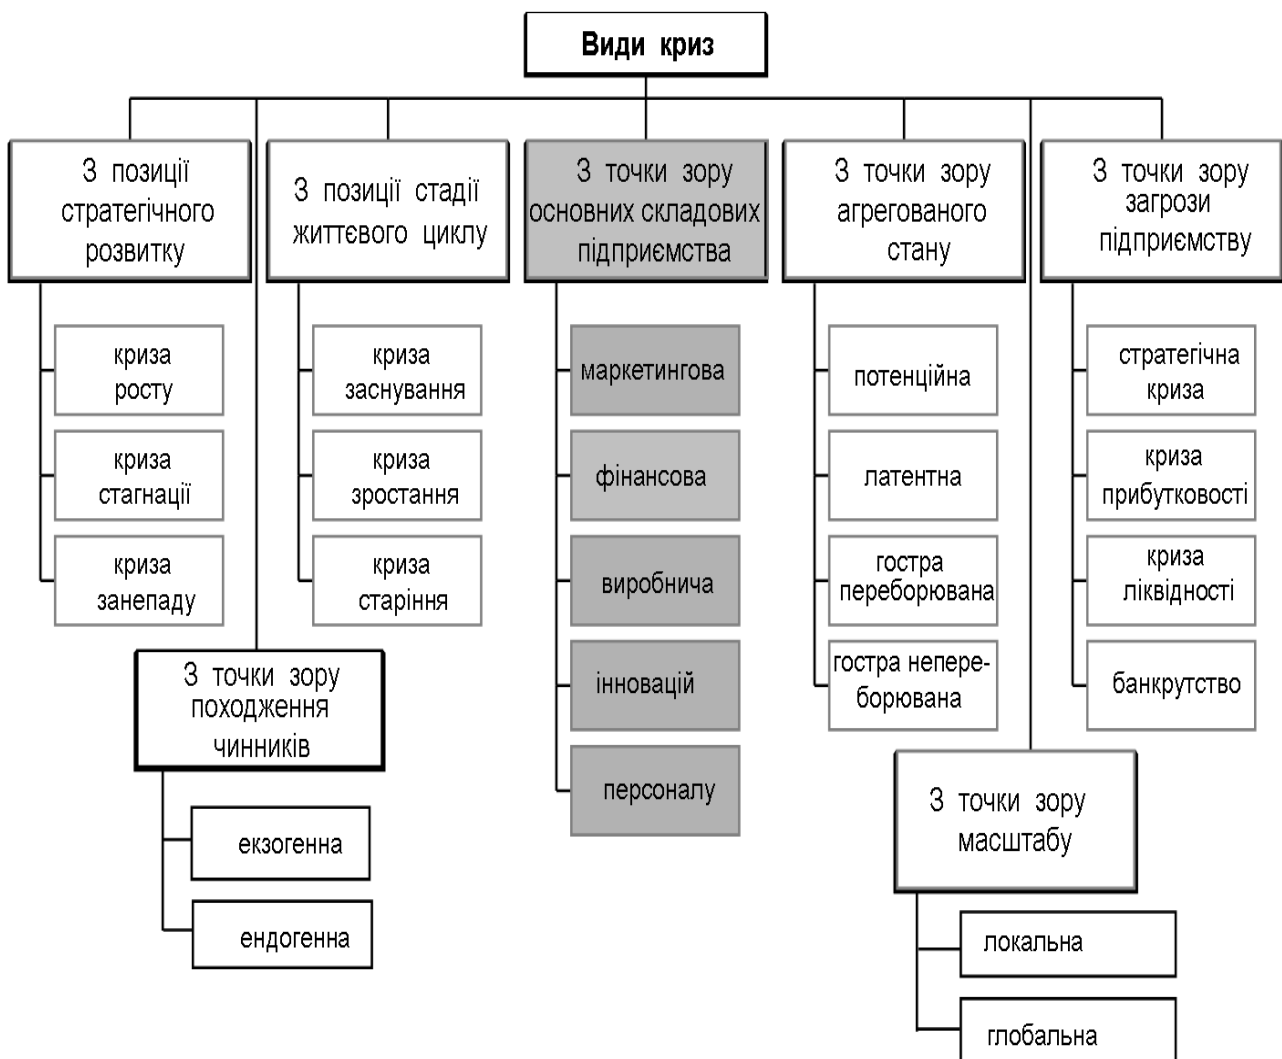 Види криз
З позиції
стратегічного
розвитку
криза
росту
криза
стагнації
криза
занепаду
З точки зору
походження
чинників
екзогенна
ендогенна
З позиції стадії
життєвого циклу
криза
заснування
криза
зростання
криза
старіння
З точки зору
основних складових
підприємства
маркетингова
фінансова
виробнича
інновацій
персоналу
З точки зору
агрегованого
стану
потенційна
латентна
гостра
переборювана
гостра непере-
борювана
З точки зору
масштабу
локальна
глобальна
З точки зору
загрози
підприємству
стратегічна
криза
криза
прибутковості
криза
ліквідності
банкрутство